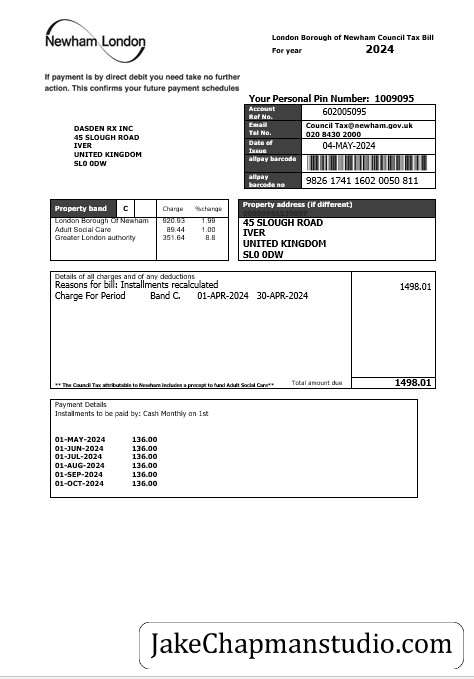 Newham London
London Borough of Newham Council Tax Bill
For year 2024
If payment is by direct debit you need take no further
action. This confirms your future payment schedules
Your Personal Pin Number: 1009095
Account
Ref No. 602005095
Email Council Tax@newham.gov.uk
Tel No. 020 8430 2000
Date of
Issue 04-MAY-2024
allpay barcode
allpay
barcode no 9826 1741 1602 0050 811
DASDEN RX INC
45 SLOUGH ROAD
IVER
UNITED KINGDOM
SL0 0DW
Property band C Charge %change
London Borough Of Newham 920.93 1.99
Adult Social Care 89.44 1.00
Greater London authority 351.64 8.8
Property address (if different)
45 SLOUGH ROAD
IVER
UNITED KINGDOM
SL0 0DW
Details of all charges and of any deductions
Reasons for bill: Installments recalculated 1498.01
Charge For Period Band C. 01-APR-2024 30-APR-2024
** The Council Tax attributable to Newham includes a precept to fund Adult Social Care** Total amount due 1498.01
Payment Details
Installments to be paid by: Cash Monthly on 1st
01-MAY-2024 136.00
01-JUN-2024 136.00
01-JUL-2024 136.00
01-AUG-2024 136.00
01-SEP-2024 136.00
01-OCT-2024 136.00
JakeChapmanstudio.com